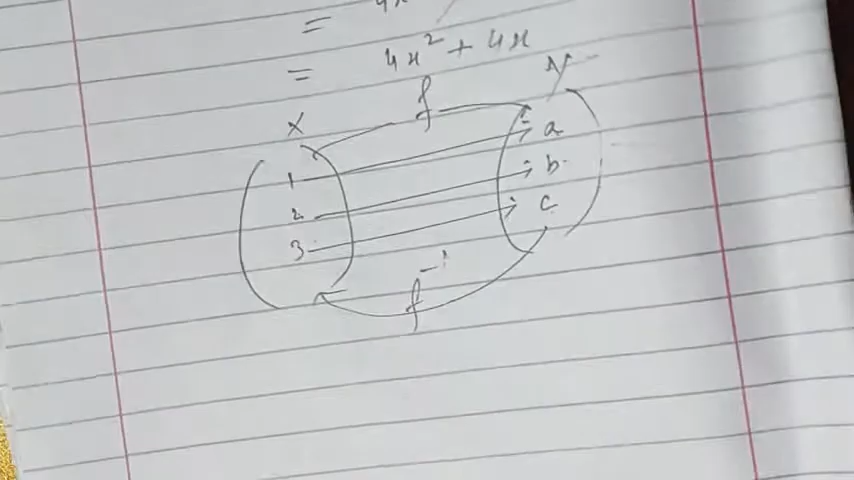 =
= 4x² + 4x
f
X Y
1 a
2 b
3 c
f⁻¹